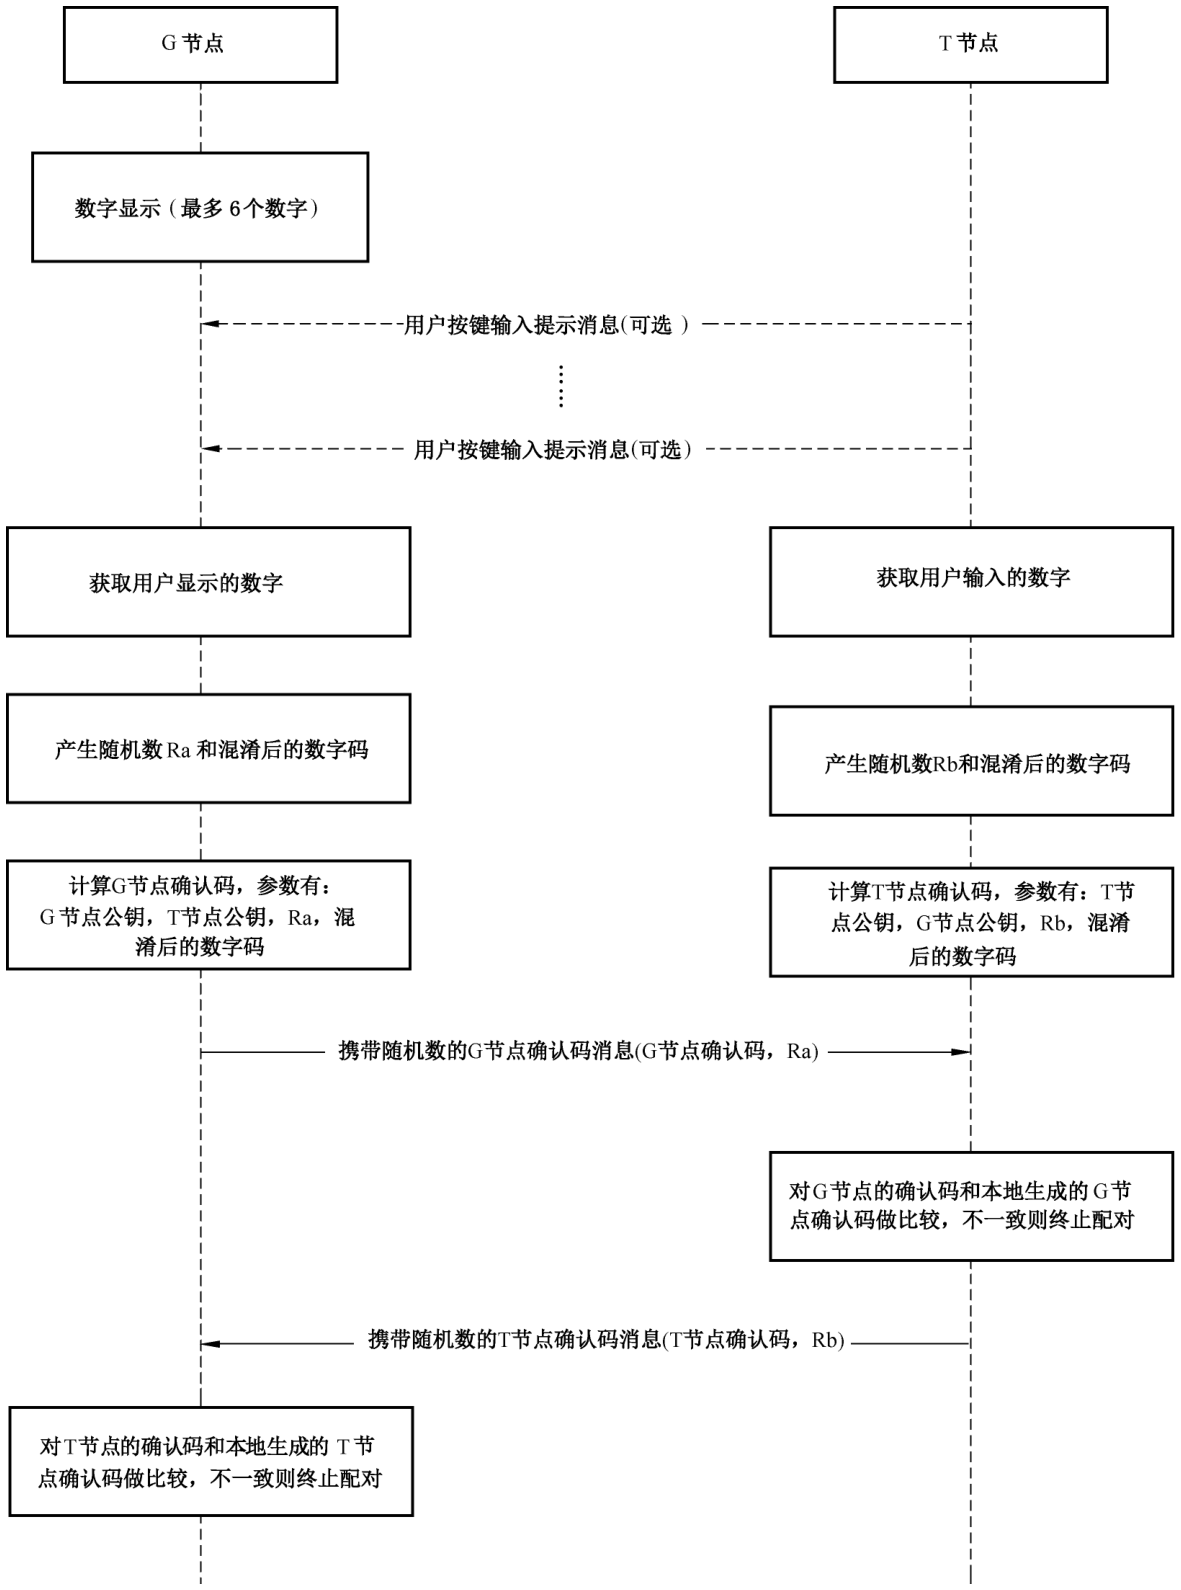 G 节点
T 节点
数字显示（最多 6个数字）
用户按键输入提示消息(可选 )
用户按键输入提示消息(可选)
获取用户显示的数字
获取用户输入的数字
产生随机数 Ra 和混淆后的数字码
产生随机数Rb和混淆后的数字码
计算G节点确认码，参数有：
G 节点公钥，T节点公钥，Ra，混
淆后的数字码
计算T节点确认码，参数有：T节
点公钥，G节点公钥，Rb，混淆
后的数字码
携带随机数的G节点确认码消息(G节点确认码，Ra)
对G节点的确认码和本地生成的 G节
点确认码做比较，不一致则终止配对
携带随机数的T节点确认码消息(T节点确认码，Rb)
对T节点的确认码和本地生成的 T 节
点确认码做比较，不一致则终止配对